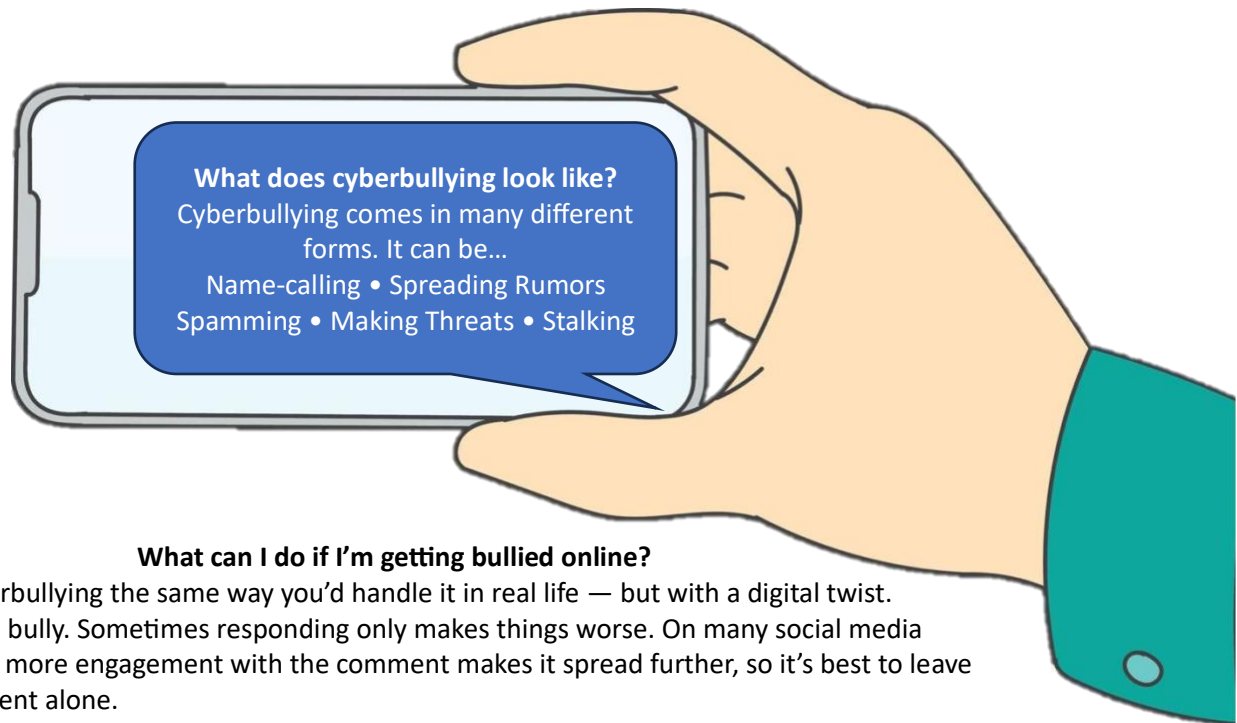 What does cyberbullying look like?
Cyberbullying comes in many different
forms. It can be…
Name-calling • Spreading Rumors
Spamming • Making Threats • Stalking
What can I do if I’m getting bullied online?
rbullying the same way you’d handle it in real life — but with a digital twist.
bully. Sometimes responding only makes things worse. On many social media
more engagement with the comment makes it spread further, so it’s best to leave
ent alone.